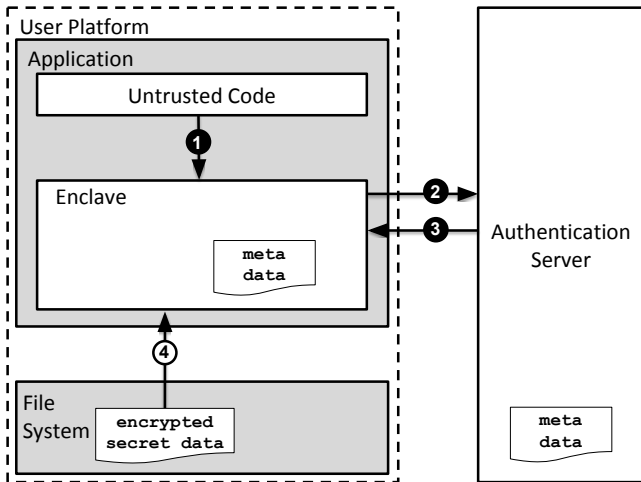 User Platform
Application
Untrusted Code
1
Enclave
2
3
meta
data
Authentication
Server
4
File
System
encrypted
secret data
meta
data